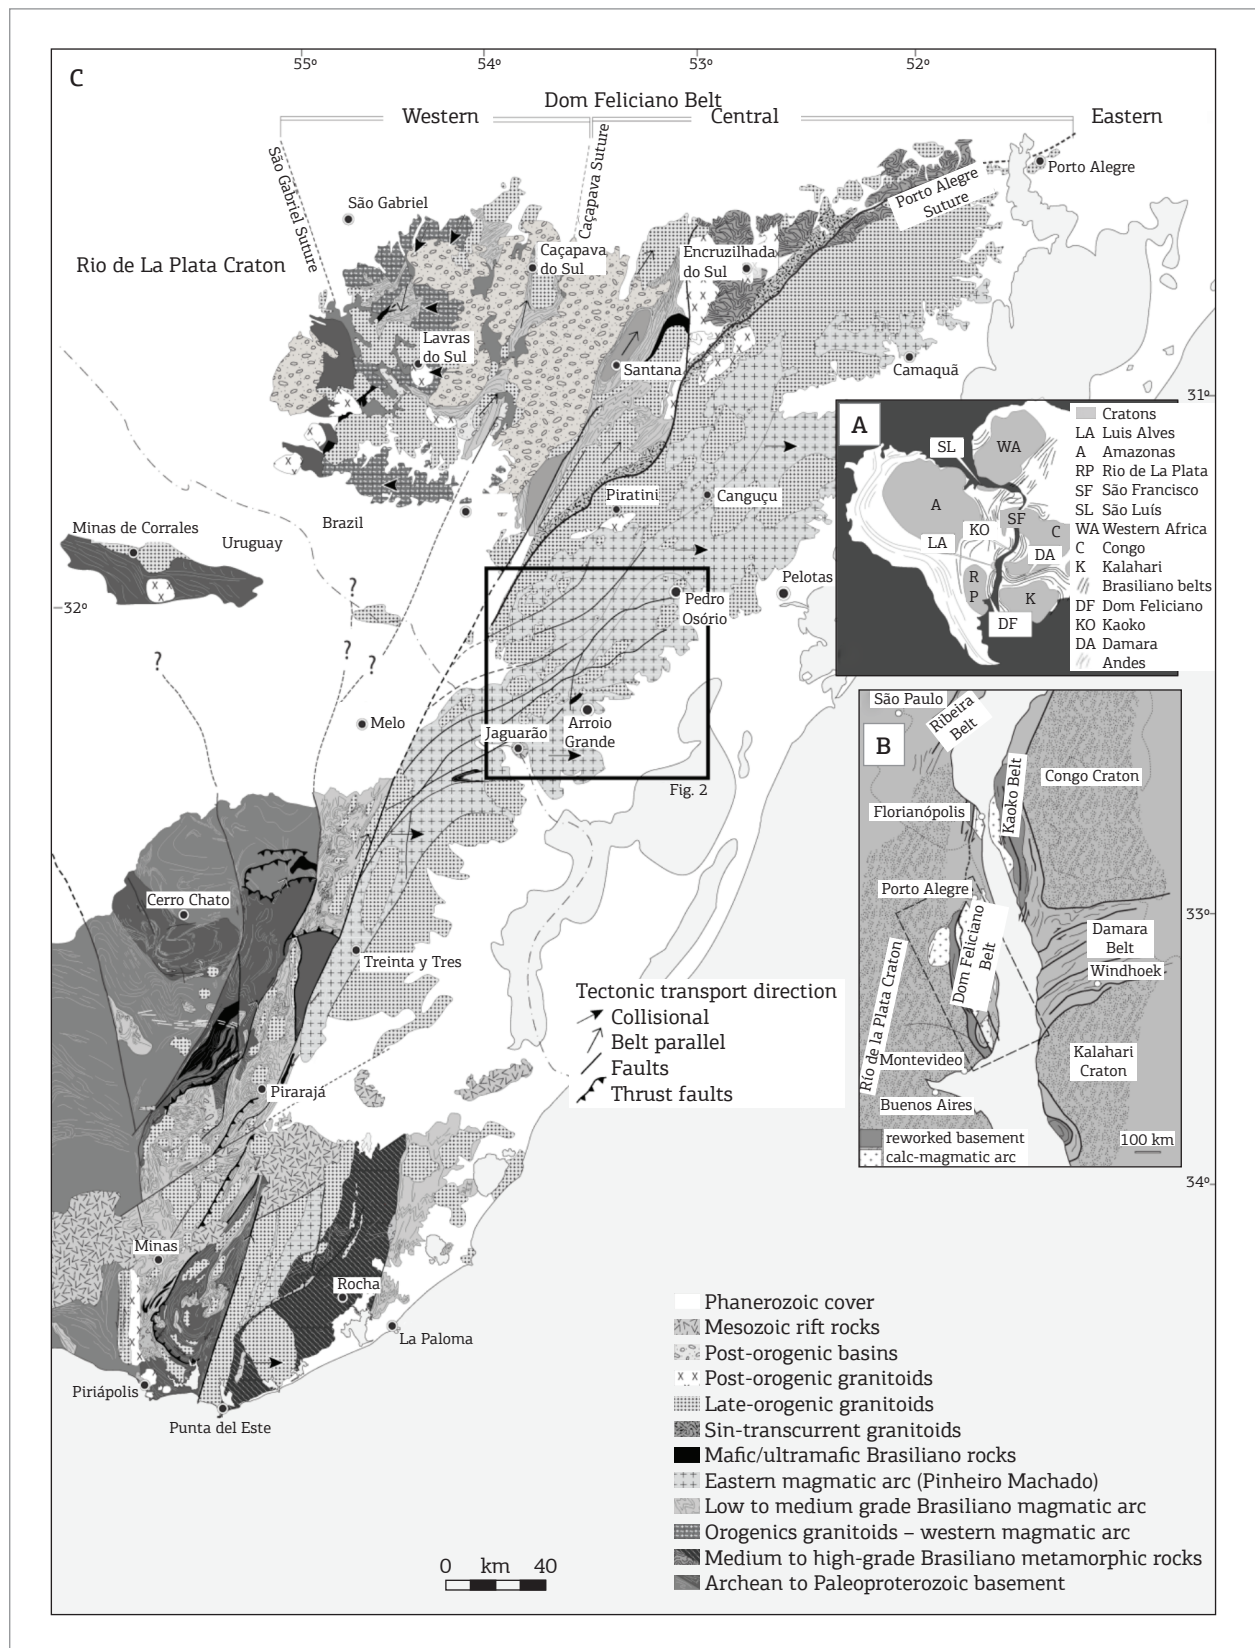 C
55º
54º
53º
52º
Dom Feliciano Belt
Western
Central
Eastern
São Gabriel Suture
Caçapava Suture
Porto Alegre
Suture
Porto Alegre
São Gabriel
Rio de La Plata Craton
Caçapava
do Sul
Encruzilhada
do Sul
Lavras
do Sul
Santana
Camaquã
31º
Piratini
Canguçu
Brazil
Minas de Corrales
Uruguay
32º
Pelotas
Pedro
Osório
?
?
?
Melo
Jaguarão
Arroio
Grande
Fig. 2
A
SL
WA
A
KO
SF
C
LA
DA
R
P
K
DF
Cratons
LA Luis Alves
A Amazonas
RP Rio de La Plata
SF São Francisco
SL São Luís
WA Western Africa
C Congo
K Kalahari
Brasiliano belts
DF Dom Feliciano
KO Kaoko
DA Damara
Andes
B
São Paulo
Ribeira
Belt
Kaoko Belt
Congo Craton
Florianópolis
Porto Alegre
Dom Feliciano
Belt
Damara
Belt
Windhoek
Río de la Plata Craton
Montevideo
Kalahari
Craton
Buenos Aires
reworked basement
calc-magmatic arc
100 km
33º
34º
Cerro Chato
Treinta y Tres
Pirarajá
Minas
Rocha
La Paloma
Piriápolis
Punta del Este
Tectonic transport direction
Collisional
Belt parallel
Faults
Thrust faults
Phanerozoic cover
Mesozoic rift rocks
Post-orogenic basins
Post-orogenic granitoids
Late-orogenic granitoids
Sin-transcurrent granitoids
Mafic/ultramafic Brasiliano rocks
Eastern magmatic arc (Pinheiro Machado)
Low to medium grade Brasiliano magmatic arc
Orogenics granitoids – western magmatic arc
Medium to high-grade Brasiliano metamorphic rocks
Archean to Paleoproterozoic basement
0 km 40